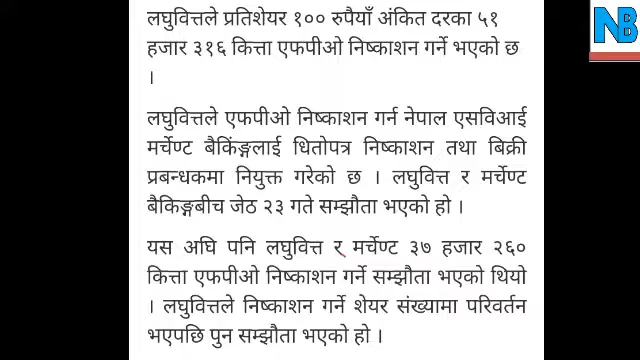 लघुवित्तले प्रतिशेयर १०० रुपैयाँ अंकित दरका ५१
हजार ३१६ कित्ता एफपीओ निष्काशन गर्ने भएको छ
।
लघुवित्तले एफपीओ निष्काशन गर्न नेपाल एसविआई
मर्चेण्ट बैकिंङ्गलाई धितोपत्र निष्काशन तथा बिक्री
प्रबन्धकमा नियुक्त गरेको छ । लघुवित्त र मर्चेण्ट
बैकिङ्गबीच जेठ २३ गते सम्झौता भएको हो ।
यस अघि पनि लघुवित्त र मर्चेण्ट ३७ हजार २६०
कित्ता एफपीओ निष्काशन गर्ने सम्झौता भएको थियो
। लघुवित्तले निष्काशन गर्ने शेयर संख्यामा परिवर्तन
भएपछि पुन सम्झौता भएको हो ।
NB